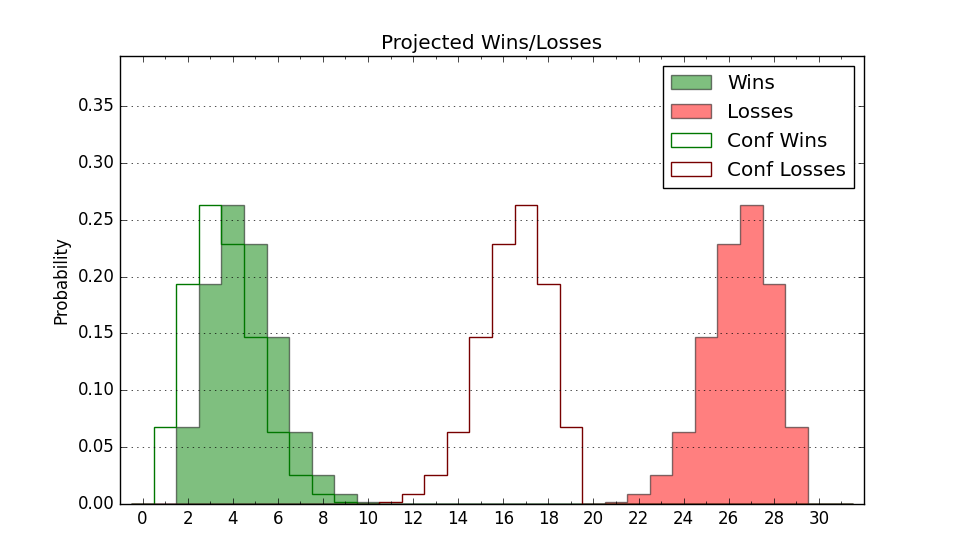 Projected Wins/Losses
Wins
Losses
Conf Wins
Conf Losses
Probability
0.35
0.30
0.25
0.20
0.15
0.10
0.05
0.00
0 2 4 6 8 10 12 14 16 18 20 22 24 26 28 30